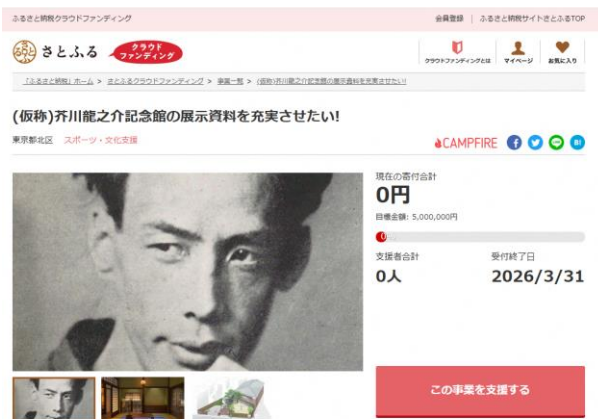 ふるさと納税クラウドファンディング
会員登録 | ふるさと納税サイトさとふるTOP
さとふる クラウドファンディング
クラウドファンディングとは マイページ お気に入り
「ふるさと納税」ホーム > さとふるクラウドファンディング > 事業一覧 > (仮称)芥川龍之介記念館の展示資料を充実させたい!
(仮称)芥川龍之介記念館の展示資料を充実させたい!
東京都北区 スポーツ・文化支援
CAMPFIRE
現在の寄付合計
0円
目標金額: 5,000,000円
0
支援者合計 受付終了日
0人 2026/3/31
この事業を支援する